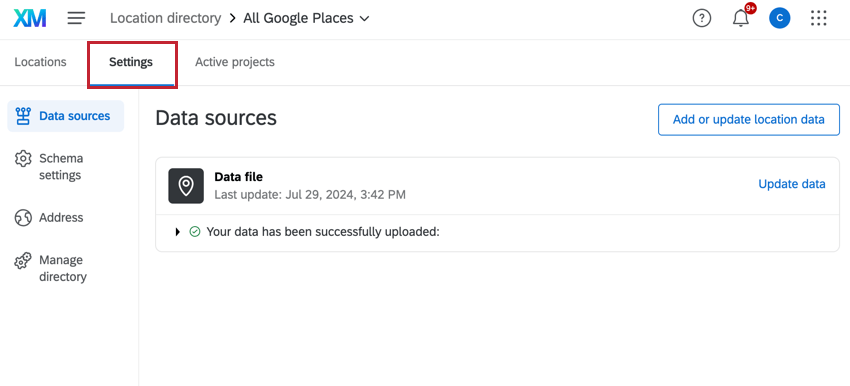 XM Location directory > All Google Places 9+ C
Locations Settings Active projects
Data sources
Schema
settings
Address
Manage
directory
Data sources Add or update location data
Data file
Last update: Jul 29, 2024, 3:42 PM
Update data
Your data has been successfully uploaded: